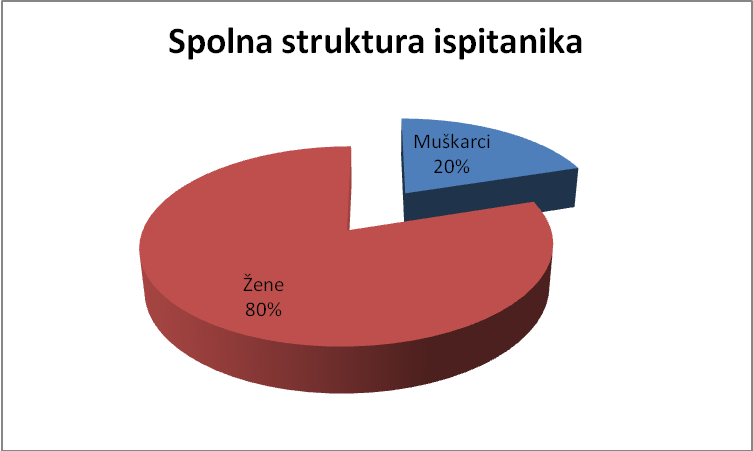 Spolna struktura ispitanika
Muškarci
20%
Žene
80%